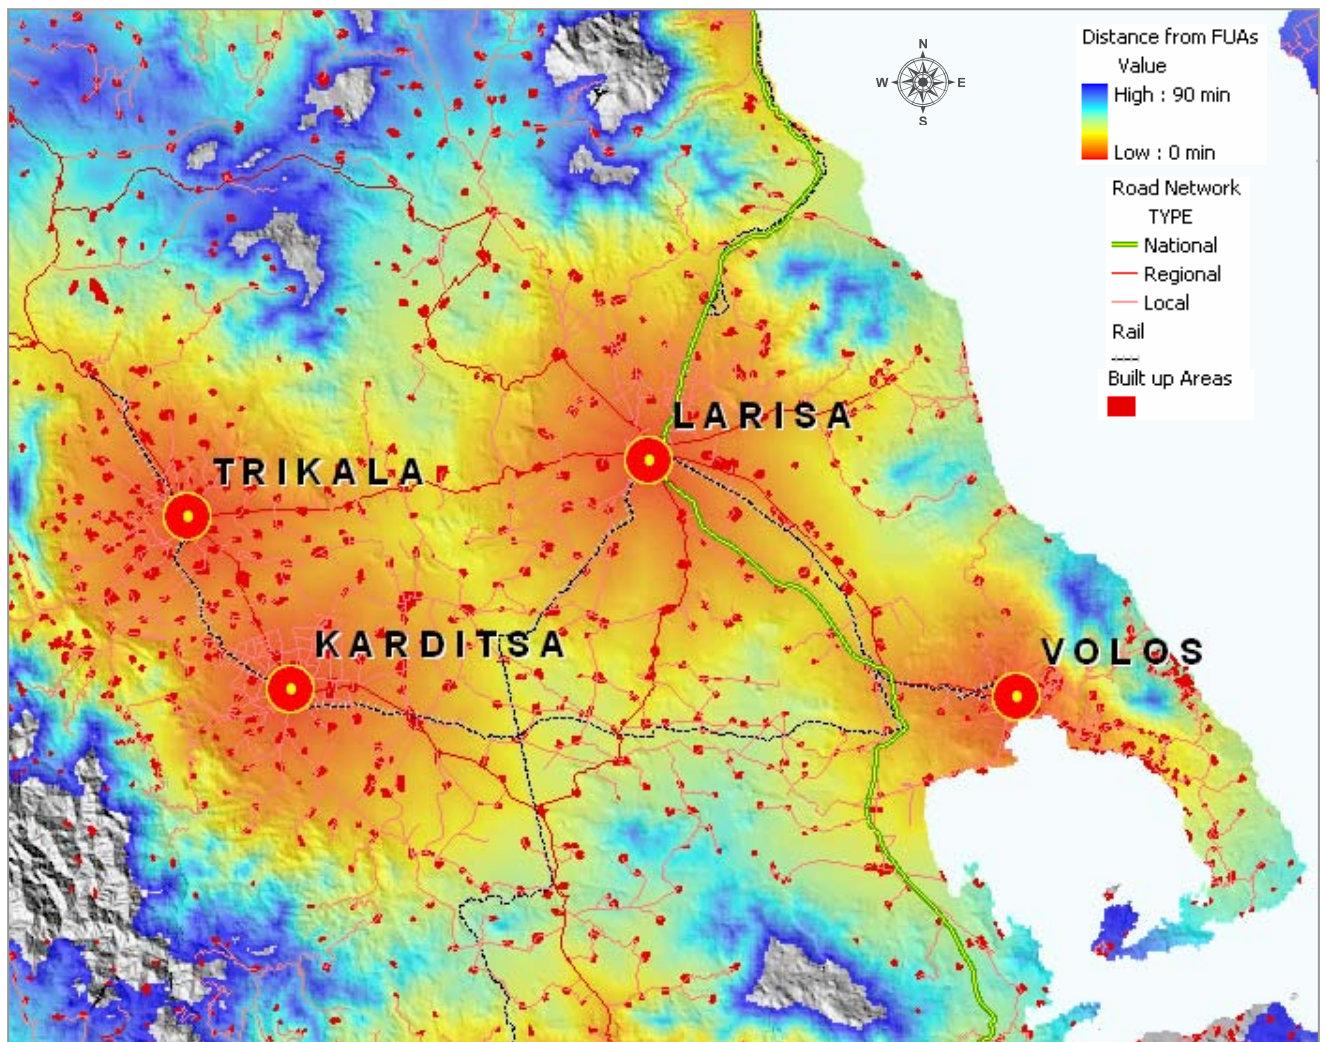 N
W E
S
Distance from FUAs
Value
High : 90 min
Low : 0 min
Road Network
TYPE
National
Regional
Local
Rail
Built up Areas
LARISA
TRIKALA
KARDITSA
VOLOS